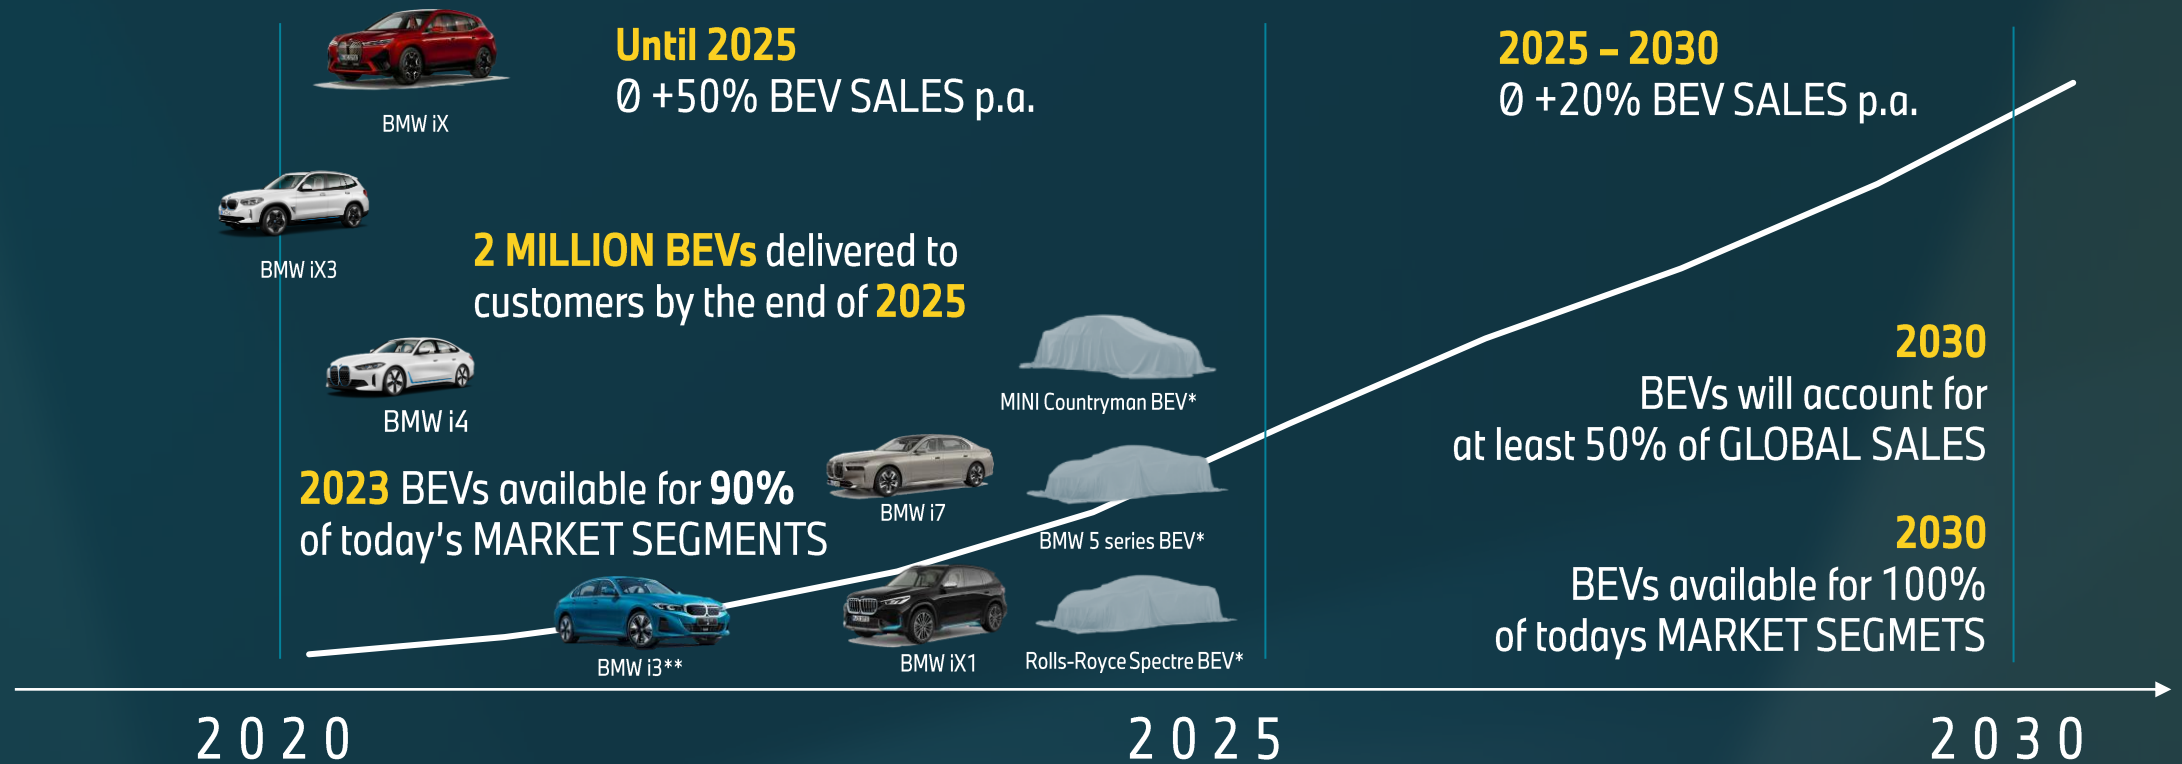 BMW iX
Until 2025
Ø +50% BEV SALES p.a.
2025 – 2030
Ø +20% BEV SALES p.a.
BMW iX3
2 MILLION BEVs delivered to
customers by the end of 2025
BMW i4
MINI Countryman BEV*
2023 BEVs available for 90%
of today's MARKET SEGMENTS
BMW i7
BMW 5 series BEV*
BMW i3**
BMW iX1
Rolls-Royce Spectre BEV*
2030
BEVs will account for
at least 50% of GLOBAL SALES
2030
BEVs available for 100%
of todays MARKET SEGMETS
2020
2025
2030